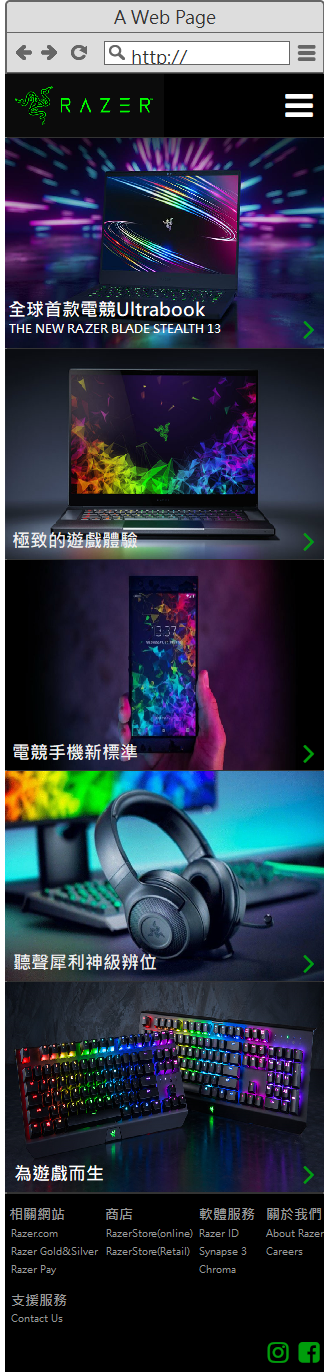 A Web Page
http://
RAZER
全球首款電競Ultrabook
THE NEW RAZER BLADE STEALTH 13
極致的遊戲體驗
13:37
電競手機新標準
聽聲犀利神級辨位
為遊戲而生
相關網站 商店 軟體服務 關於我們
Razer.com RazerStore(online) Razer ID About Razer
Razer Gold&Silver RazerStore(Retail) Synapse 3 Careers
Razer Pay Chroma
支援服務
Contact Us